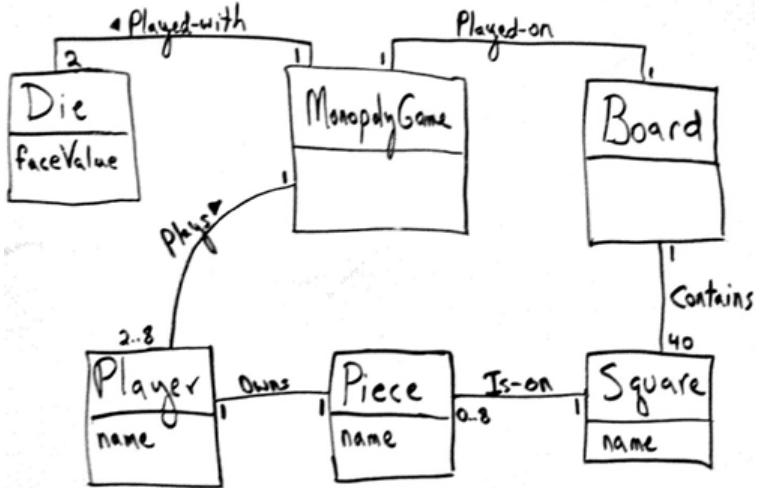 ◄ Played-with
Played-on
2
1
1
1
Die
faceValue
MonopolyGame
Board
1
Plays ►
1
Contains
2..8
40
Player
name
Owns
1
1
Piece
name
Is-on
0..8
1
Square
name